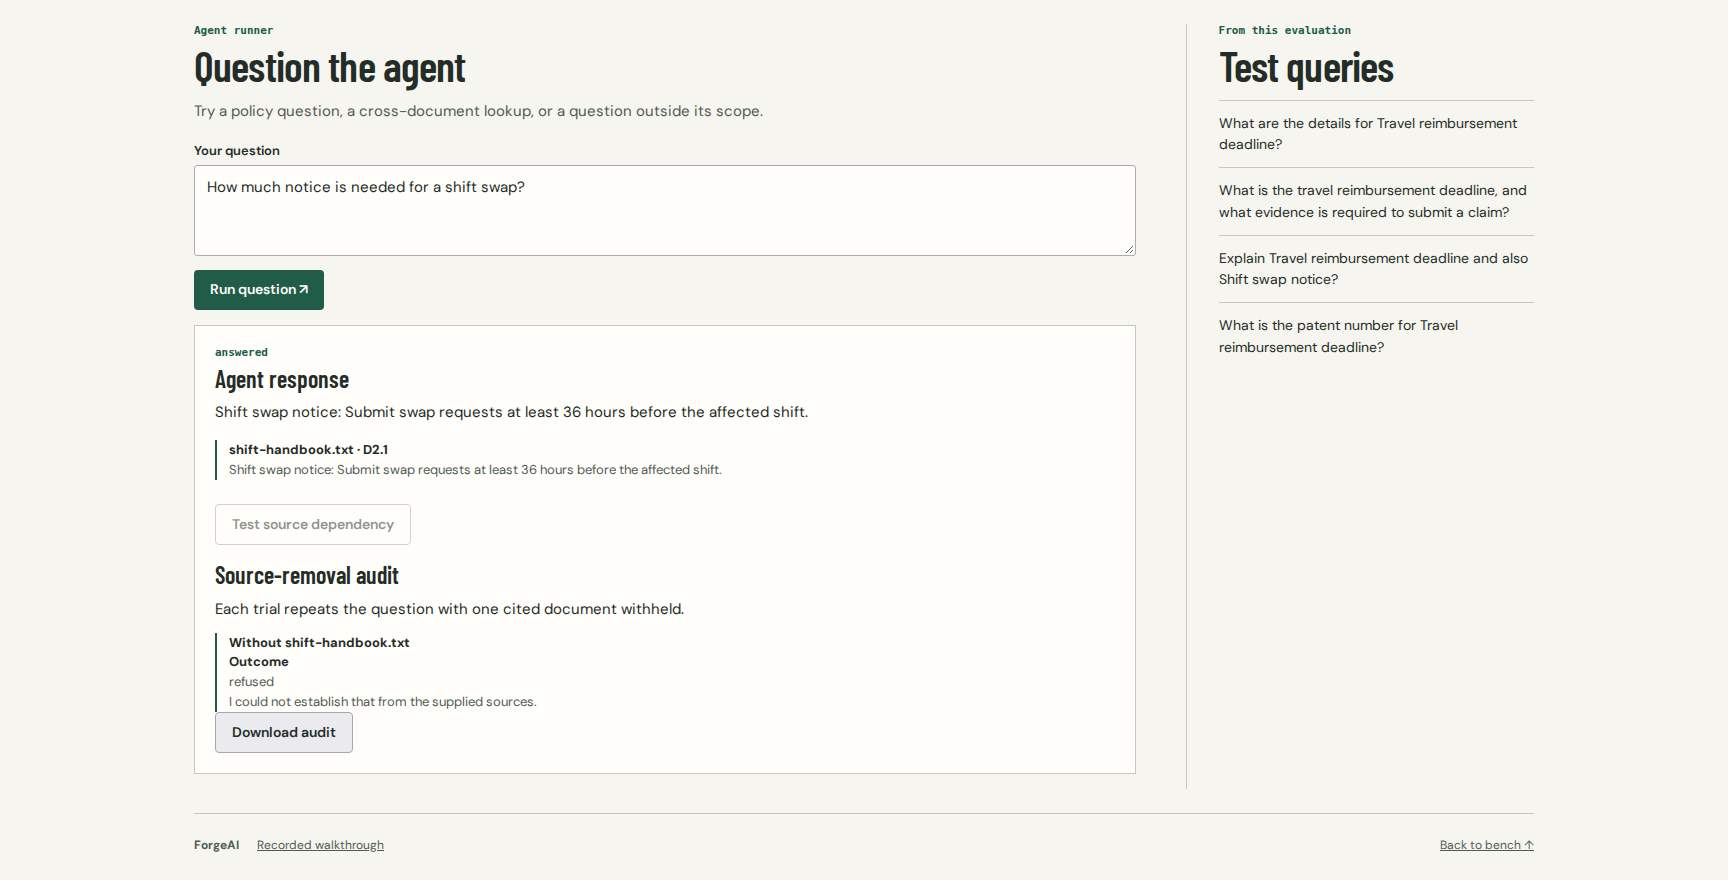 Agent runner
Question the agent
Try a policy question, a cross-document lookup, or a question outside its scope.
Your question
How much notice is needed for a shift swap?
Run question ↗
answered
Agent response
Shift swap notice: Submit swap requests at least 36 hours before the affected shift.
shift-handbook.txt · D2.1
Shift swap notice: Submit swap requests at least 36 hours before the affected shift.
Test source dependency
Source-removal audit
Each trial repeats the question with one cited document withheld.
Without shift-handbook.txt
Outcome
refused
I could not establish that from the supplied sources.
Download audit
From this evaluation
Test queries
What are the details for Travel reimbursement
deadline?
What is the travel reimbursement deadline, and
what evidence is required to submit a claim?
Explain Travel reimbursement deadline and also
Shift swap notice?
What is the patent number for Travel
reimbursement deadline?
ForgeAI Recorded walkthrough
Back to bench ↑